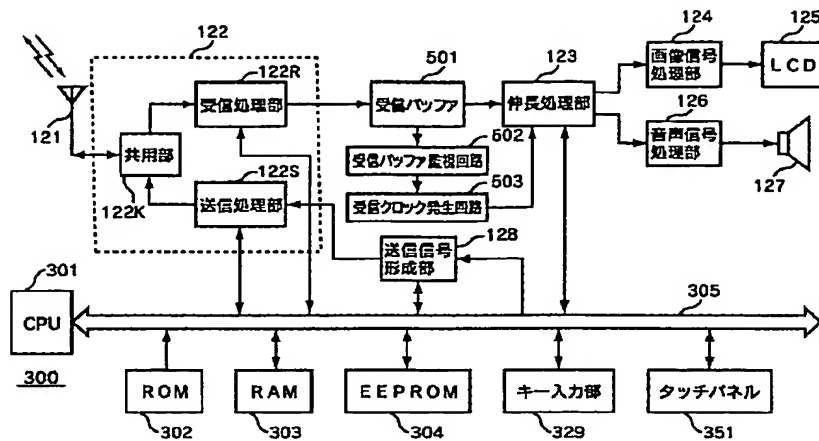 122
501
123
124
125
122R
画像信号
処理部
LCD
受信処理部
受信バッファ
伸長処理部
121
502
126
共用部
受信バッファ監視回路
音声信号
処理部
122S
503
122K
送信処理部
受信クロック発生回路
127
128
送信信号
形成部
301
305
CPU
300
ROM
RAM
EEPROM
キー入力部
タッチパネル
302
303
304
329
351